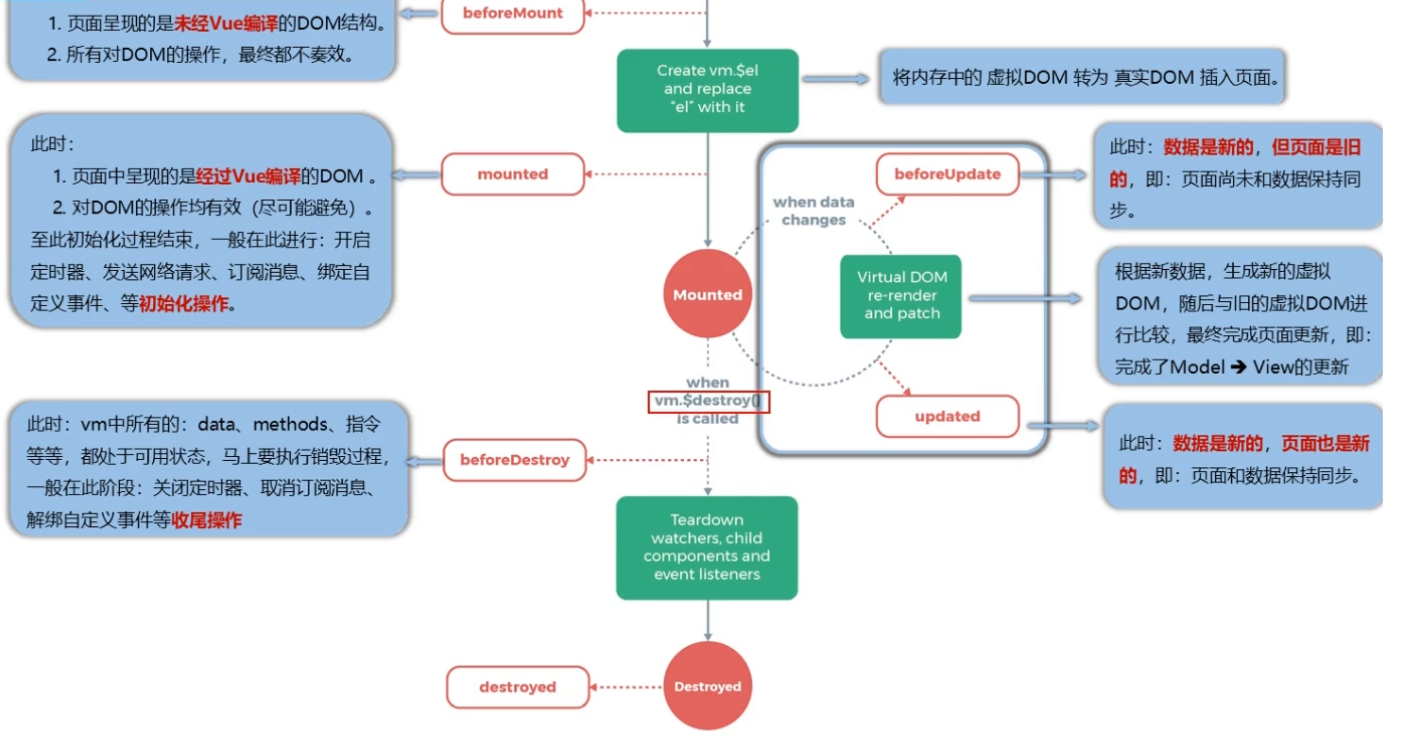 1. 页面呈现的是未经Vue编译的DOM结构。
2. 所有对DOM的操作，最终都不奏效。
beforeMount
Create vm.$el
and replace
"el" with it
将内存中的 虚拟DOM 转为 真实DOM 插入页面。
此时：
1. 页面中呈现的是经过Vue编译的DOM 。
2. 对DOM的操作均有效（尽可能避免）。
至此初始化过程结束，一般在此进行：开启
定时器、发送网络请求、订阅消息、绑定自
定义事件、等初始化操作。
mounted
beforeUpdate
此时：数据是新的，但页面是旧
的，即：页面尚未和数据保持同
步。
when data
changes
Mounted
Virtual DOM
re-render
and patch
根据新数据，生成新的虚拟
DOM，随后与旧的虚拟DOM进
行比较，最终完成页面更新，即：
完成了Model ➔ View的更新
when
vm.$destroy()
is called
updated
此时：数据是新的，页面也是新
的，即：页面和数据保持同步。
此时：vm中所有的：data、methods、指令
等等，都处于可用状态，马上要执行销毁过程，
一般在此阶段：关闭定时器、取消订阅消息、
解绑自定义事件等收尾操作
beforeDestroy
Teardown
watchers, child
components and
event listeners
destroyed
Destroyed